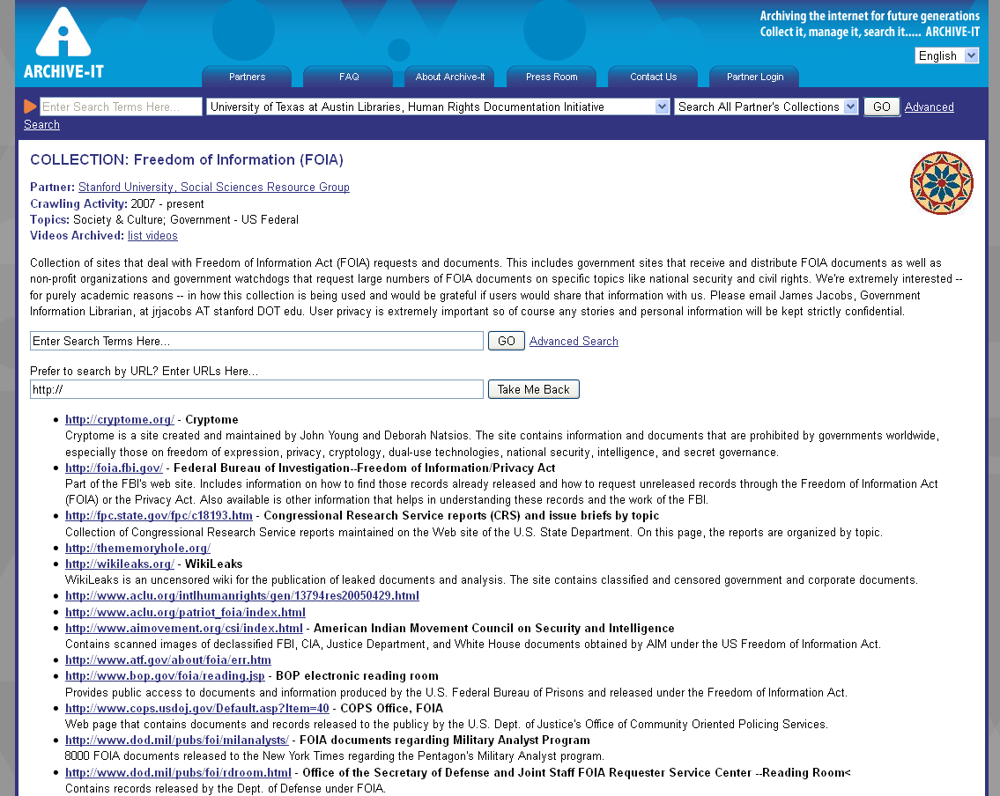 Archiving the internet for future generations
Collect it, manage it, search it..... ARCHIVE-IT
ARCHIVE-IT
English
Partners
FAQ
About Archive-It
Press Room
Contact Us
Partner Login
Enter Search Terms Here...
University of Texas at Austin Libraries, Human Rights Documentation Initiative
Search All Partner's Collections
GO
Advanced
Search
COLLECTION: Freedom of Information (FOIA)
Partner: Stanford University, Social Sciences Resource Group
Crawling Activity: 2007 - present
Topics: Society & Culture; Government - US Federal
Videos Archived: list videos
Collection of sites that deal with Freedom of Information Act (FOIA) requests and documents. This includes government sites that receive and distribute FOIA documents as well as
non-profit organizations and government watchdogs that request large numbers of FOIA documents on specific topics like national security and civil rights. We're extremely interested --
for purely academic reasons -- in how this collection is being used and would be grateful if users would share that information with us. Please email James Jacobs, Government
Information Librarian, at jrjacobs AT stanford DOT edu. User privacy is extremely important so of course any stories and personal information will be kept strictly confidential.
Enter Search Terms Here...
GO
Advanced Search
Prefer to search by URL? Enter URLs Here...
http://
Take Me Back
• http://cryptome.org/ - Cryptome
Cryptome is a site created and maintained by John Young and Deborah Natsios. The site contains information and documents that are prohibited by governments worldwide,
especially those on freedom of expression, privacy, cryptology, dual-use technologies, national security, intelligence, and secret governance.
• http://foia.fbi.gov/ - Federal Bureau of Investigation--Freedom of Information/Privacy Act
Part of the FBI's web site. Includes information on how to find those records already released and how to request unreleased records through the Freedom of Information Act
(FOIA) or the Privacy Act. Also available is other information that helps in understanding these records and the work of the FBI.
• http://fpc.state.gov/fpc/c18193.htm - Congressional Research Service reports (CRS) and issue briefs by topic
Collection of Congressional Research Service reports maintained on the Web site of the U.S. State Department. On this page, the reports are organized by topic.
• http://thememoryhole.org/
• http://wikileaks.org/ - WikiLeaks
WikiLeaks is an uncensored wiki for the publication of leaked documents and analysis. The site contains classified and censored government and corporate documents.
• http://www.aclu.org/intlhumanrights/gen/13794res20050429.html
• http://www.aclu.org/patriot_foia/index.html
• http://www.aimovement.org/csi/index.html - American Indian Movement Council on Security and Intelligence
Contains scanned images of declassified FBI, CIA, Justice Department, and White House documents obtained by AIM under the US Freedom of Information Act.
• http://www.atf.gov/about/foia/err.htm
• http://www.bop.gov/foia/reading.jsp - BOP electronic reading room
Provides public access to documents and information produced by the U.S. Federal Bureau of Prisons and released under the Freedom of Information Act.
• http://www.cops.usdoj.gov/Default.asp?Item=40 - COPS Office, FOIA
Web page that contains documents and records released to the publicy by the U.S. Dept. of Justice's Office of Community Oriented Policing Services.
• http://www.dod.mil/pubs/foi/milanalysts/ - FOIA documents regarding Military Analyst Program
8000 FOIA documents released to the New York Times regarding the Pentagon's Military Analyst program.
• http://www.dod.mil/pubs/foi/rdroom.html - Office of the Secretary of Defense and Joint Staff FOIA Requester Service Center --Reading Room<
Contains records released by the Dept. of Defense under FOIA.